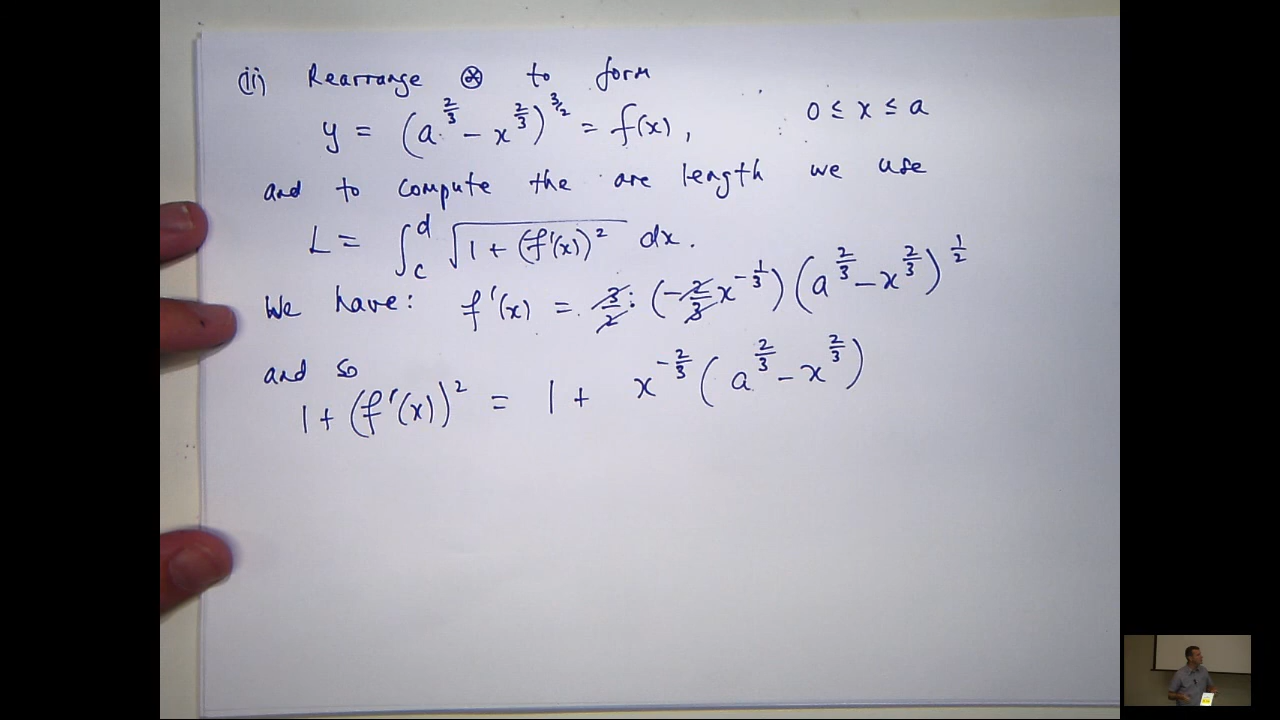 (ii) Rearrange ⊛ to form
y = (a^{2/3} - x^{2/3})^{3/2} = f(x), 0 ≤ x ≤ a
and to compute the arc length we use
L = ∫_c^d √(1 + (f'(x))^2) dx.
We have: f'(x) = 3/2 · (-2/3 x^{-1/3}) (a^{2/3} - x^{2/3})^{1/2}
and so
1 + (f'(x))^2 = 1 + x^{-2/3} (a^{2/3} - x^{2/3})